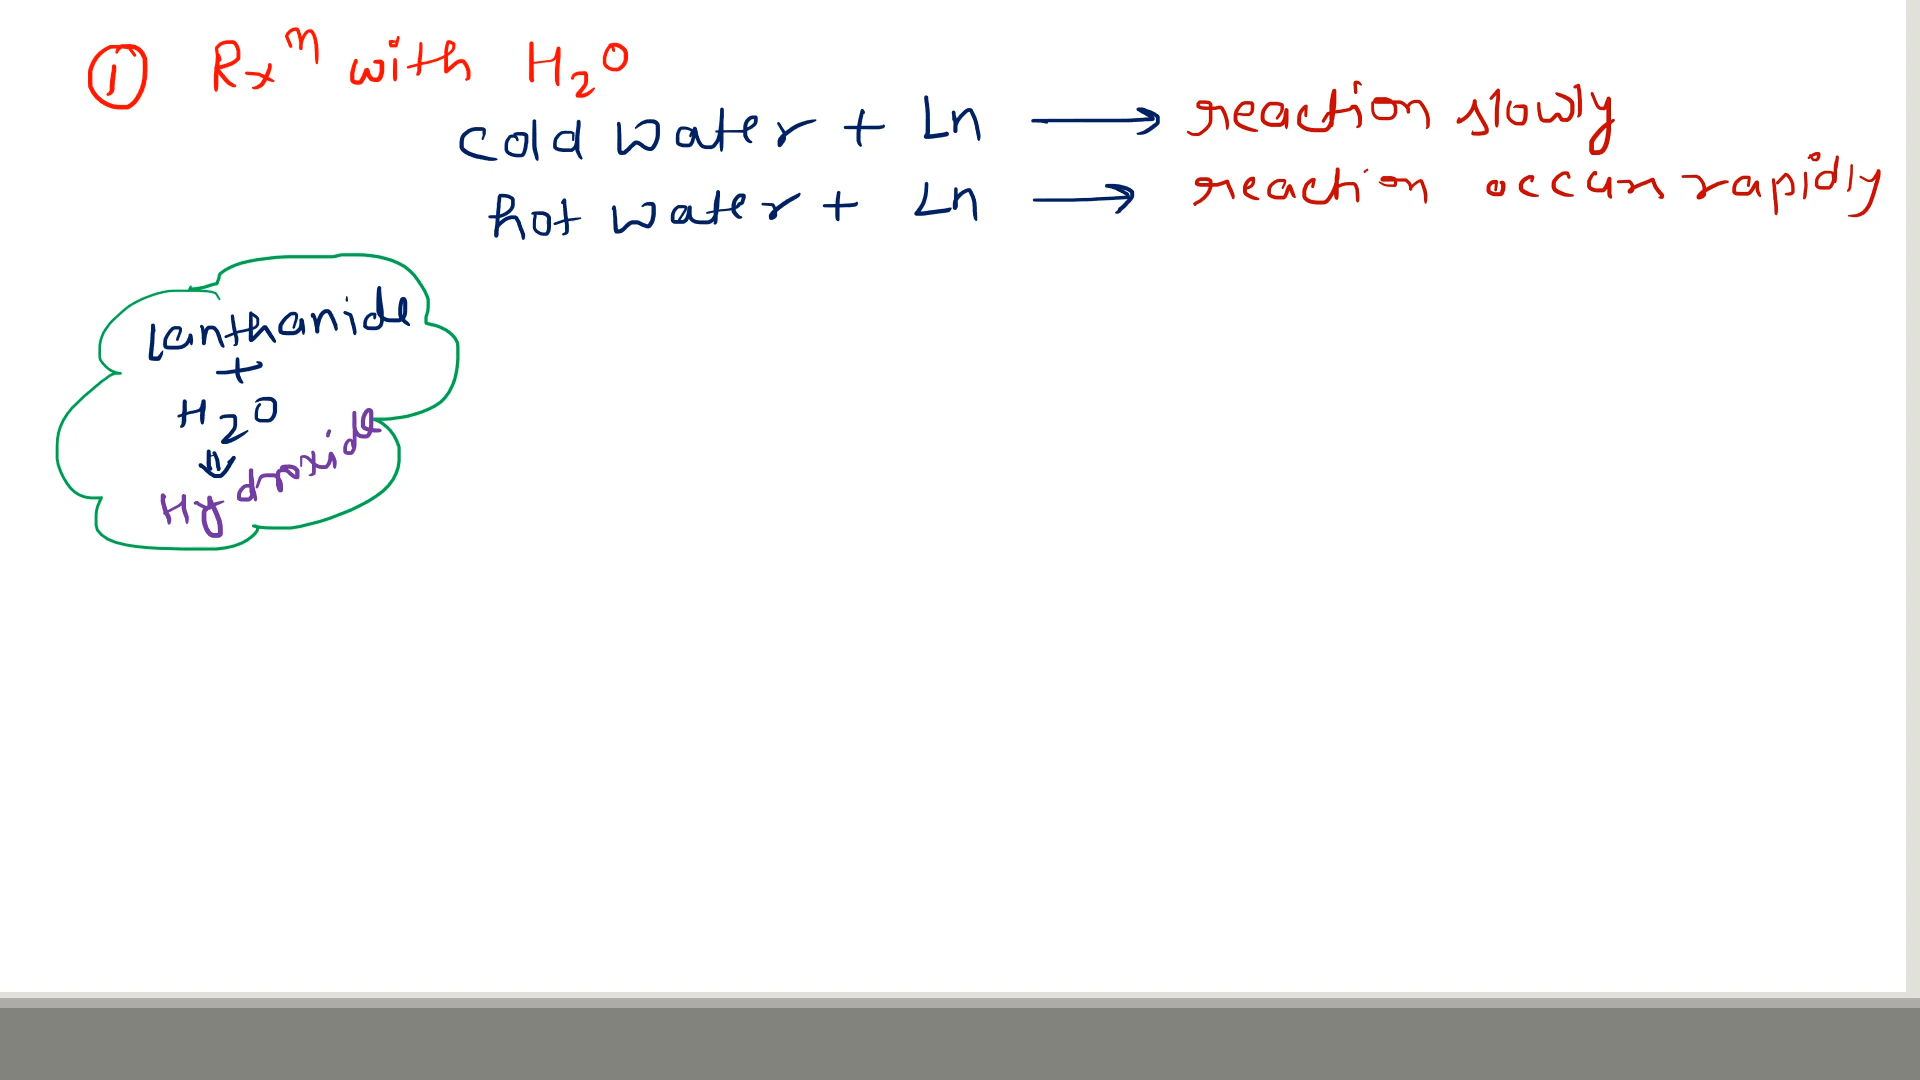 ① Rxⁿ with H₂O
cold water + Ln ⟶ reaction slowly
hot water + Ln ⟶ reaction occurs rapidly
lanthanide
+
H₂O
⇓
Hydroxide